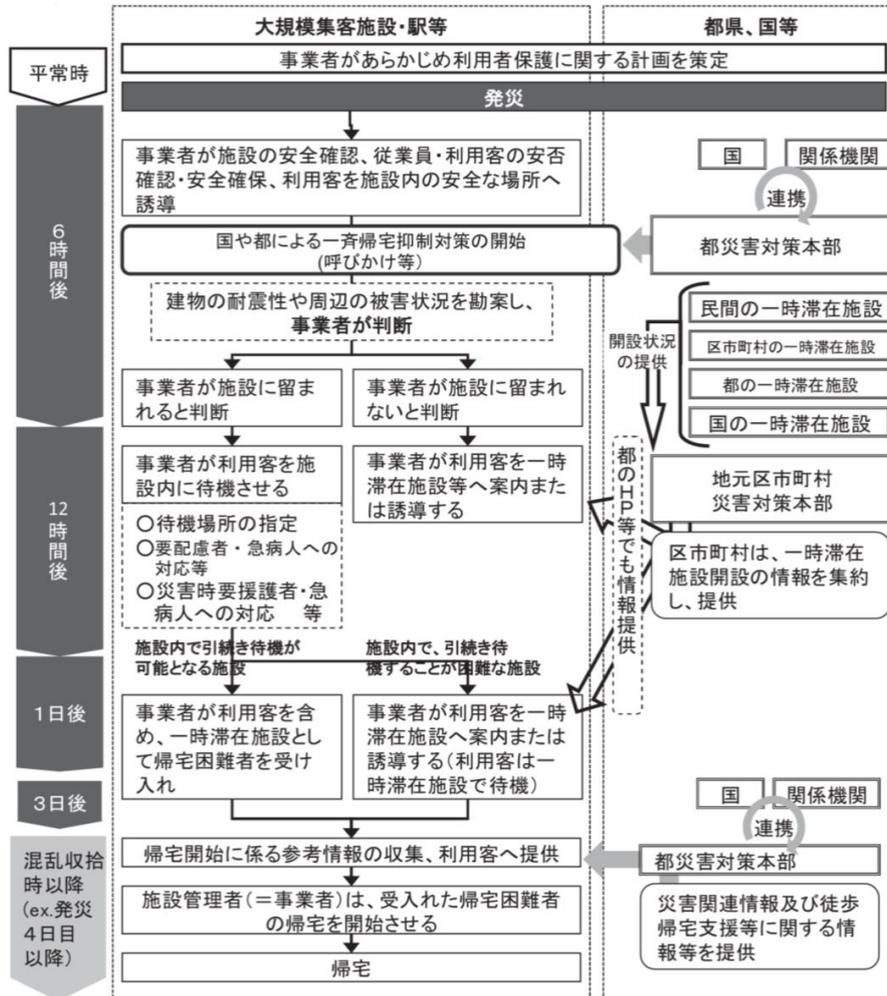 大規模集客施設・駅等
都県、国等
平常時
事業者があらかじめ利用者保護に関する計画を策定
発災
6時間後
事業者が施設の安全確認、従業員・利用客の安否
確認・安全確保、利用客を施設内の安全な場所へ
誘導
国
関係機関
連携
都災害対策本部
国や都による一斉帰宅抑制対策の開始
(呼びかけ等)
建物の耐震性や周辺の被害状況を勘案し、
事業者が判断
民間の一時滞在施設
区市町村の一時滞在施設
都の一時滞在施設
国の一時滞在施設
開設状況
の提供
事業者が施設に留ま
れると判断
事業者が施設に留まれ
ないと判断
12時間後
事業者が利用客を施
設内に待機させる
事業者が利用客を一時
滞在施設等へ案内また
は誘導する
○待機場所の指定
○要配慮者・急病人への
対応等
○災害時要援護者・急
病人への対応 等
都のHP等でも情報提供
地元区市町村
災害対策本部
区市町村は、一時滞在
施設開設の情報を集約
し、提供
施設内で引続き待機が
可能となる施設
施設内で、引続き待
機することが困難な施設
1日後
事業者が利用客を含
め、一時滞在施設とし
て帰宅困難者を受け
入れ
事業者が利用客を一時
滞在施設へ案内または
誘導する(利用客は一
時滞在施設で待機)
3日後
国
関係機関
連携
都災害対策本部
混乱収拾
時以降
(ex.発災
4日目
以降)
帰宅開始に係る参考情報の収集、利用客へ提供
施設管理者(=事業者)は、受入れた帰宅困難者
の帰宅を開始させる
帰宅
災害関連情報及び徒歩
帰宅支援等に関する情
報等を提供